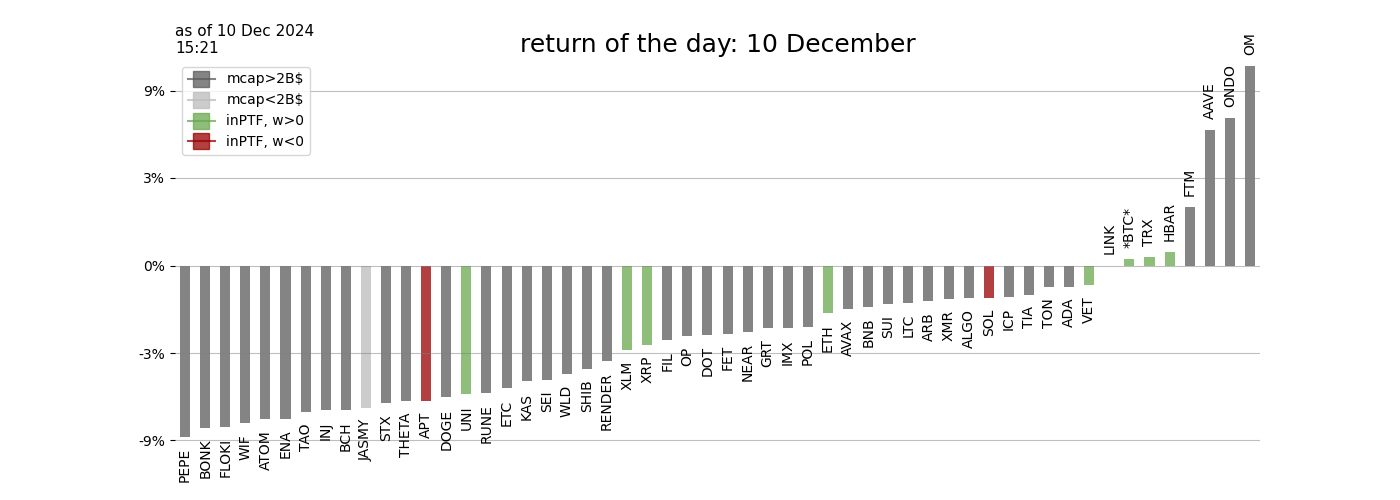 as of 10 Dec 2024
15:21
return of the day: 10 December
mcap>2B$
mcap<2B$
inPTF, w>0
inPTF, w<0
9%
3%
0%
-3%
-9%
PEPE
BONK
FLOKI
WIF
ATOM
ENA
TAO
INJ
BCH
JASMY
STX
THETA
APT
DOGE
UNI
RUNE
ETC
KAS
SEI
WLD
SHIB
RENDER
XLM
XRP
FIL
OP
DOT
FET
NEAR
GRT
IMX
POL
ETH
AVAX
BNB
SUI
LTC
ARB
XMR
ALGO
SOL
ICP
TIA
TON
ADA
VET
LINK
*BTC*
TRX
HBAR
FTM
AAVE
ONDO
OM